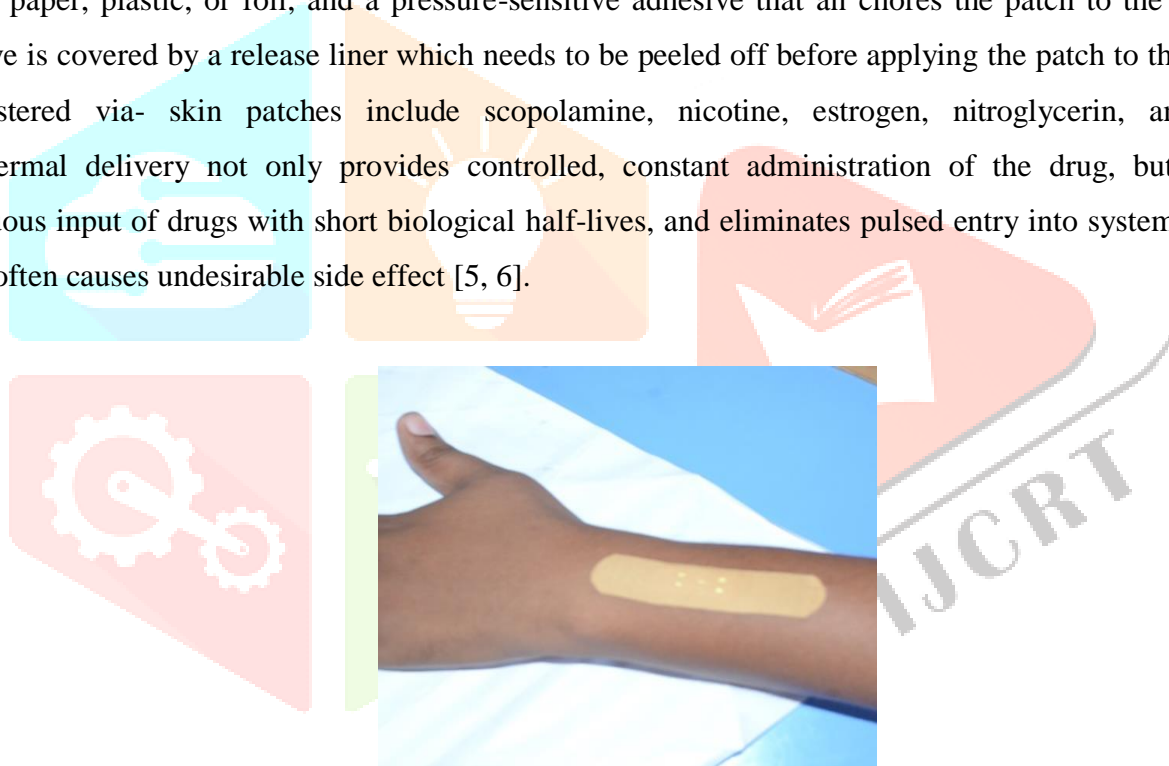 paper, plastic, or foil, and a pressure-sensitive adhesive that all chores the patch to the
ve is covered by a release liner which needs to be peeled off before applying the patch to th
stered via- skin patches include scopolamine, nicotine, estrogen, nitroglycerin, an
ermal delivery not only provides controlled, constant administration of the drug, but
uous input of drugs with short biological half-lives, and eliminates pulsed entry into system
often causes undesirable side effect [5, 6].
IJCRT